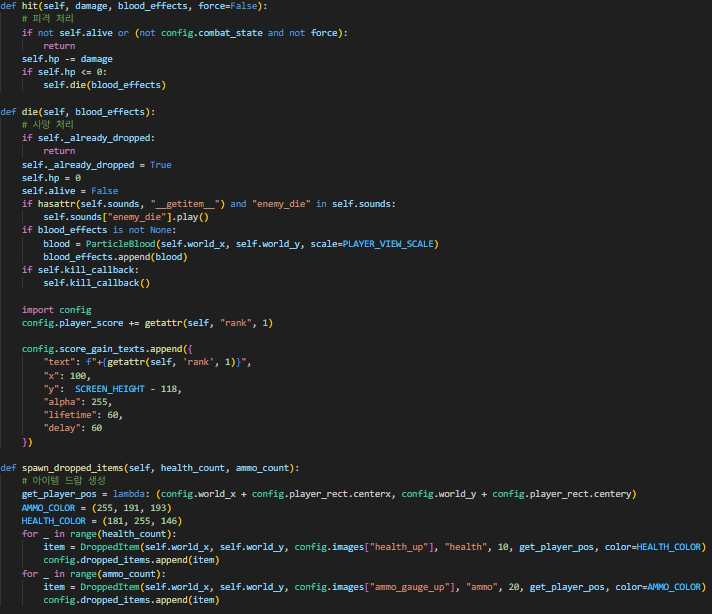 def hit(self, damage, blood_effects, force=False):
    # 피격 처리
    if not self.alive or (not config.combat_state and not force):
        return
    self.hp -= damage
    if self.hp <= 0:
        self.die(blood_effects)

def die(self, blood_effects):
    # 사망 처리
    if self._already_dropped:
        return
    self._already_dropped = True
    self.hp = 0
    self.alive = False
    if hasattr(self.sounds, "__getitem__") and "enemy_die" in self.sounds:
        self.sounds["enemy_die"].play()
    if blood_effects is not None:
        blood = ParticleBlood(self.world_x, self.world_y, scale=PLAYER_VIEW_SCALE)
        blood_effects.append(blood)
    if self.kill_callback:
        self.kill_callback()

    import config
    config.player_score += getattr(self, "rank", 1)

    config.score_gain_texts.append({
        "text": f"+{getattr(self, 'rank', 1)}",
        "x": 100,
        "y":  SCREEN_HEIGHT - 118,
        "alpha": 255,
        "lifetime": 60,
        "delay": 60
    })

def spawn_dropped_items(self, health_count, ammo_count):
    # 아이템 드랍 생성
    get_player_pos = lambda: (config.world_x + config.player_rect.centerx, config.world_y + config.player_rect.centery)
    AMMO_COLOR = (255, 191, 193)
    HEALTH_COLOR = (181, 255, 146)
    for _ in range(health_count):
        item = DroppedItem(self.world_x, self.world_y, config.images["health_up"], "health", 10, get_player_pos, color=HEALTH_COLOR)
        config.dropped_items.append(item)
    for _ in range(ammo_count):
        item = DroppedItem(self.world_x, self.world_y, config.images["ammo_gauge_up"], "ammo", 20, get_player_pos, color=AMMO_COLOR)
        config.dropped_items.append(item)